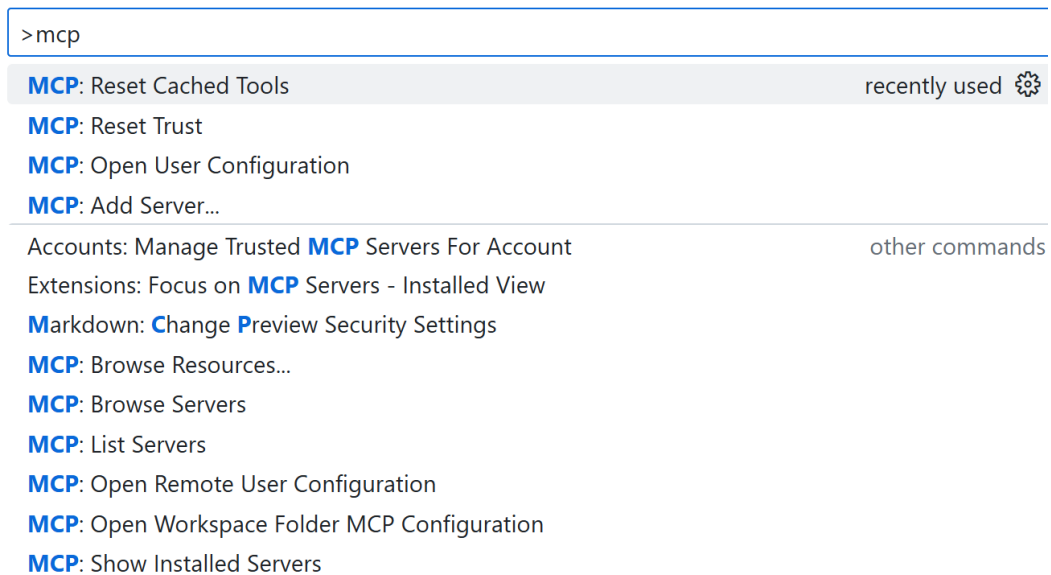 >mcp
MCP: Reset Cached Tools recently used
MCP: Reset Trust
MCP: Open User Configuration
MCP: Add Server...
Accounts: Manage Trusted MCP Servers For Account other commands
Extensions: Focus on MCP Servers - Installed View
Markdown: Change Preview Security Settings
MCP: Browse Resources...
MCP: Browse Servers
MCP: List Servers
MCP: Open Remote User Configuration
MCP: Open Workspace Folder MCP Configuration
MCP: Show Installed Servers